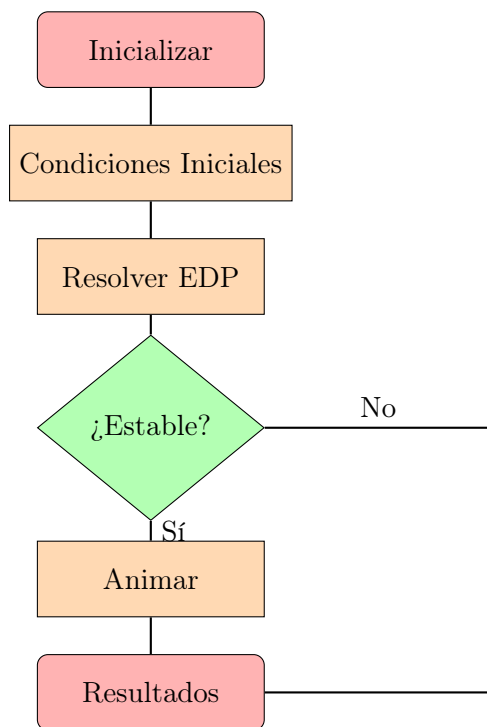 Inicializar
Condiciones Iniciales
Resolver EDP
¿Estable?
No
Sí
Animar
Resultados